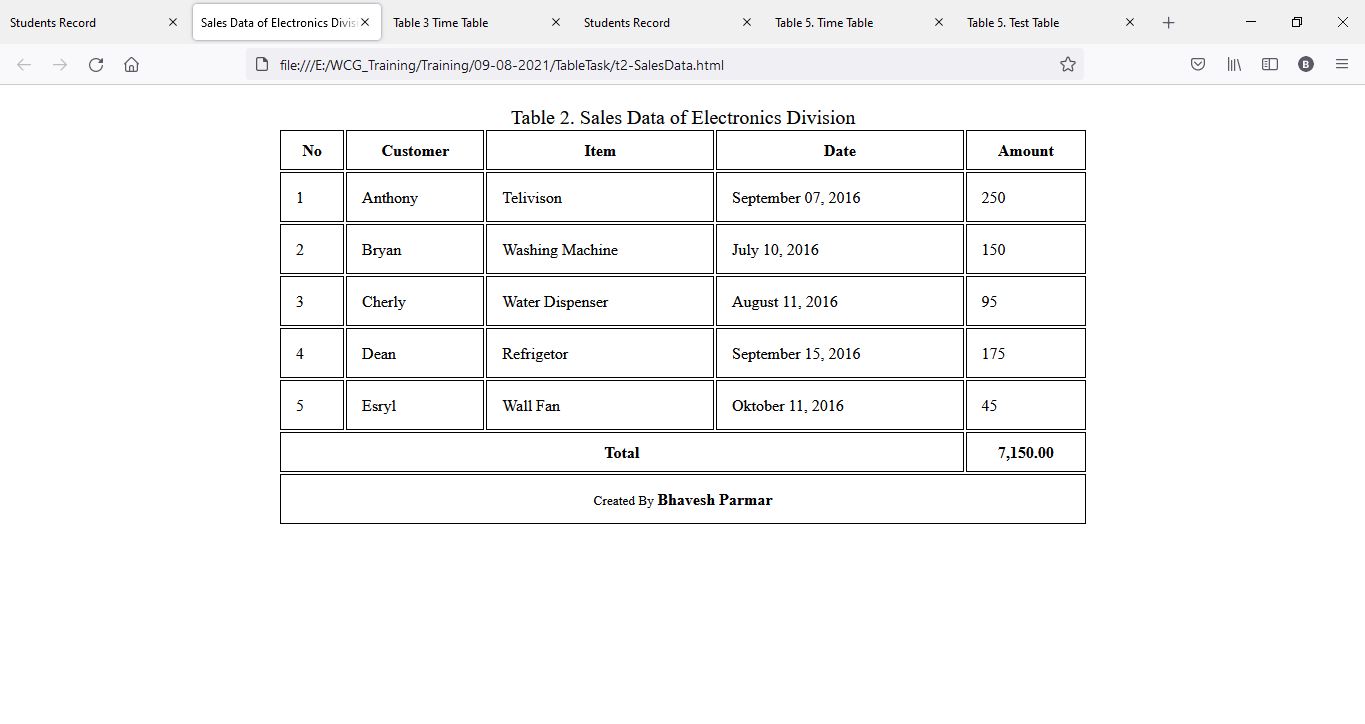 Students Record
Sales Data of Electronics Divis
Table 3 Time Table
Students Record
Table 5. Time Table
Table 5. Test Table
file:///E:/WCG_Training/Training/09-08-2021/TableTask/t2-SalesData.html
B
Table 2. Sales Data of Electronics Division
No Customer Item Date Amount
1 Anthony Telivison September 07, 2016 250
2 Bryan Washing Machine July 10, 2016 150
3 Cherly Water Dispenser August 11, 2016 95
4 Dean Refrigetor September 15, 2016 175
5 Esryl Wall Fan Oktober 11, 2016 45
Total 7,150.00
Created By Bhavesh Parmar